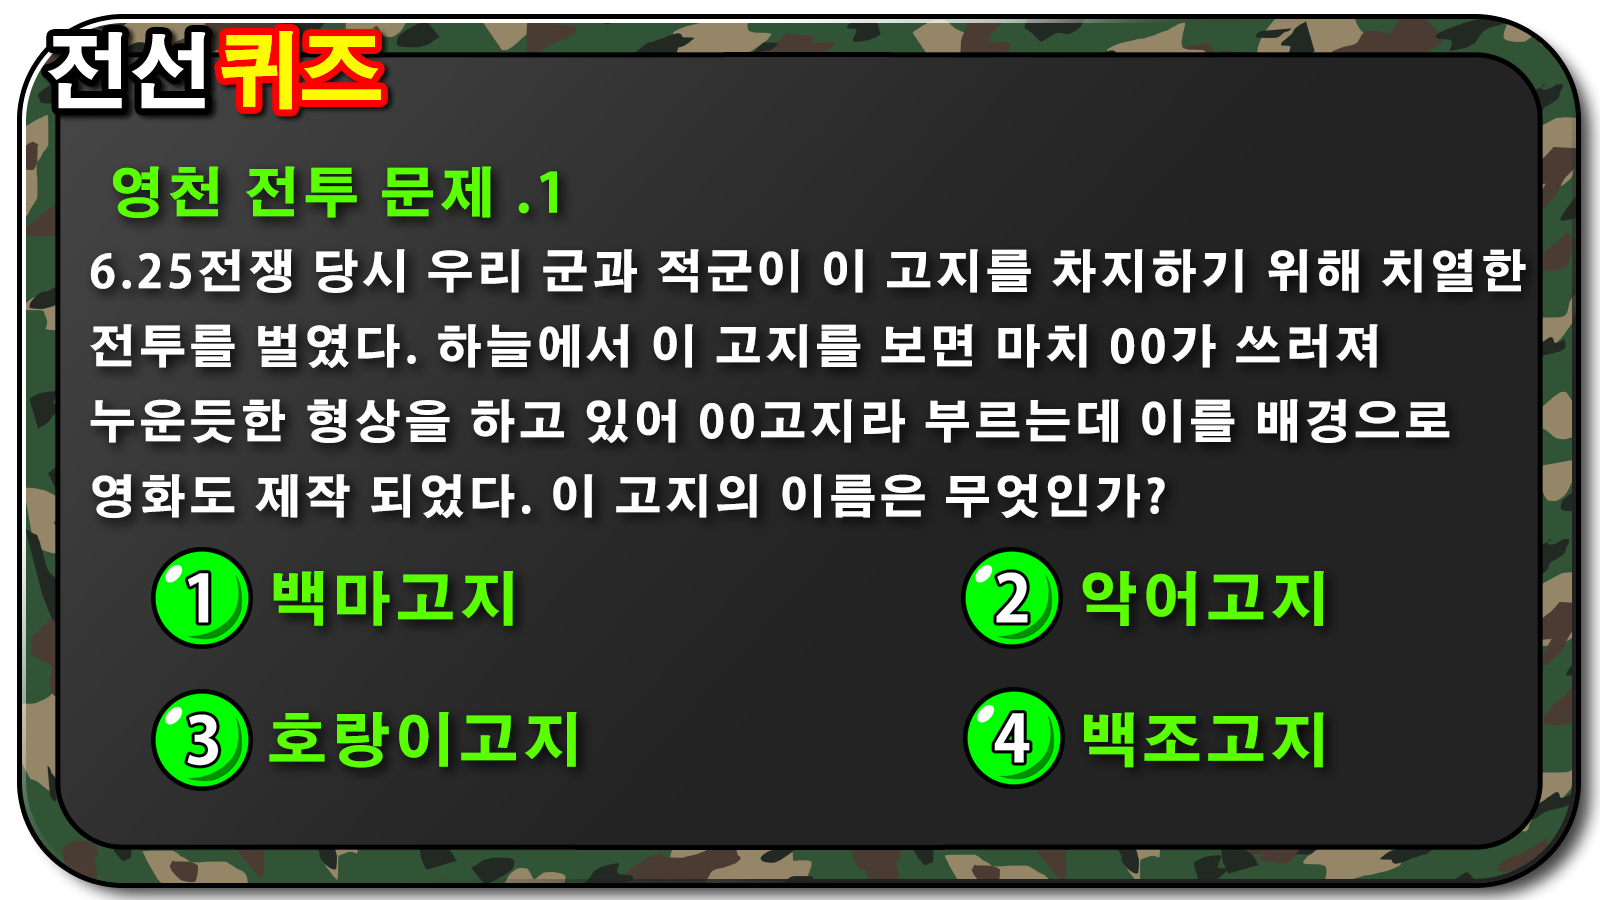 전선퀴즈
영천 전투 문제 .1
6.25전쟁 당시 우리 군과 적군이 이 고지를 차지하기 위해 치열한
전투를 벌였다. 하늘에서 이 고지를 보면 마치 00가 쓰러져
누운듯한 형상을 하고 있어 00고지라 부르는데 이를 배경으로
영화도 제작 되었다. 이 고지의 이름은 무엇인가?
1 백마고지
2 악어고지
3 호랑이고지
4 백조고지